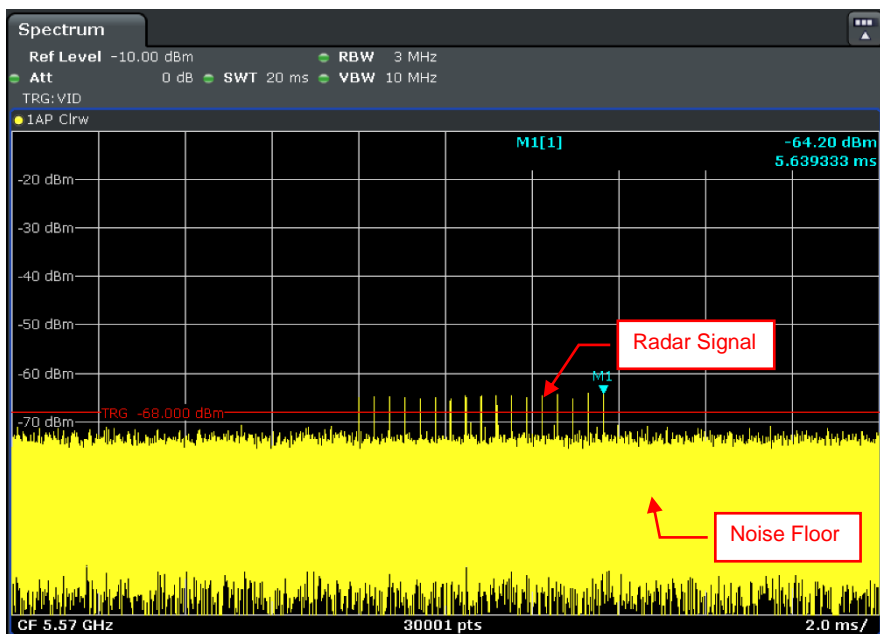 Spectrum
Ref Level -10.00 dBm RBW 3 MHz
Att 0 dB SWT 20 ms VBW 10 MHz
TRG:VID
1AP Clrw
M1[1] -64.20 dBm
5.639333 ms
-20 dBm
-30 dBm
-40 dBm
-50 dBm
Radar Signal
-60 dBm
M1
TRG -68.000 dBm
-70 dBm
Noise Floor
CF 5.57 GHz 30001 pts 2.0 ms/